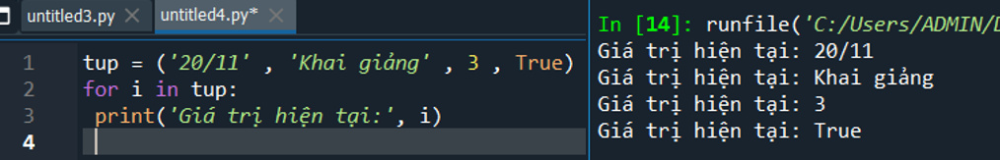 untitled3.py
untitled4.py*
1 tup = ('20/11' , 'Khai giảng' , 3 , True)
2 for i in tup:
3 print('Giá trị hiện tại:', i)
4
In [14]: runfile('C:/Users/ADMIN/
Giá trị hiện tại: 20/11
Giá trị hiện tại: Khai giảng
Giá trị hiện tại: 3
Giá trị hiện tại: True